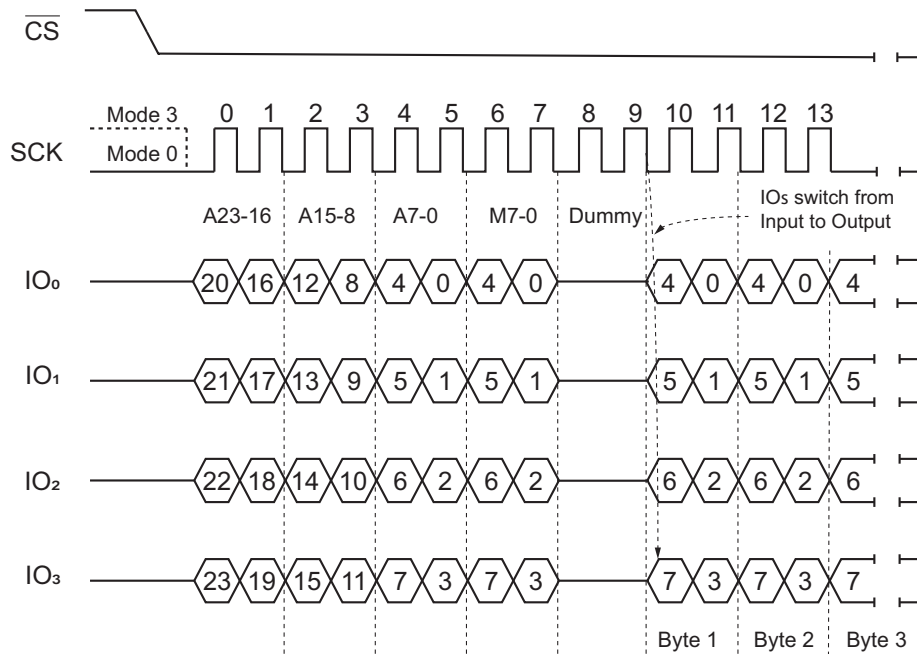 CS
0 1 2 3 4 5 6 7 8 9 10 11 12 13
Mode 3
SCK
Mode 0
IOs switch from
Input to Output
A23-16 A15-8 A7-0 M7-0 Dummy
IO₀ 20 16 12 8 4 0 4 0 4 0 4 0 4
IO₁ 21 17 13 9 5 1 5 1 5 1 5 1 5
IO₂ 22 18 14 10 6 2 6 2 6 2 6 2 6
IO₃ 23 19 15 11 7 3 7 3 7 3 7 3 7
Byte 1 Byte 2 Byte 3